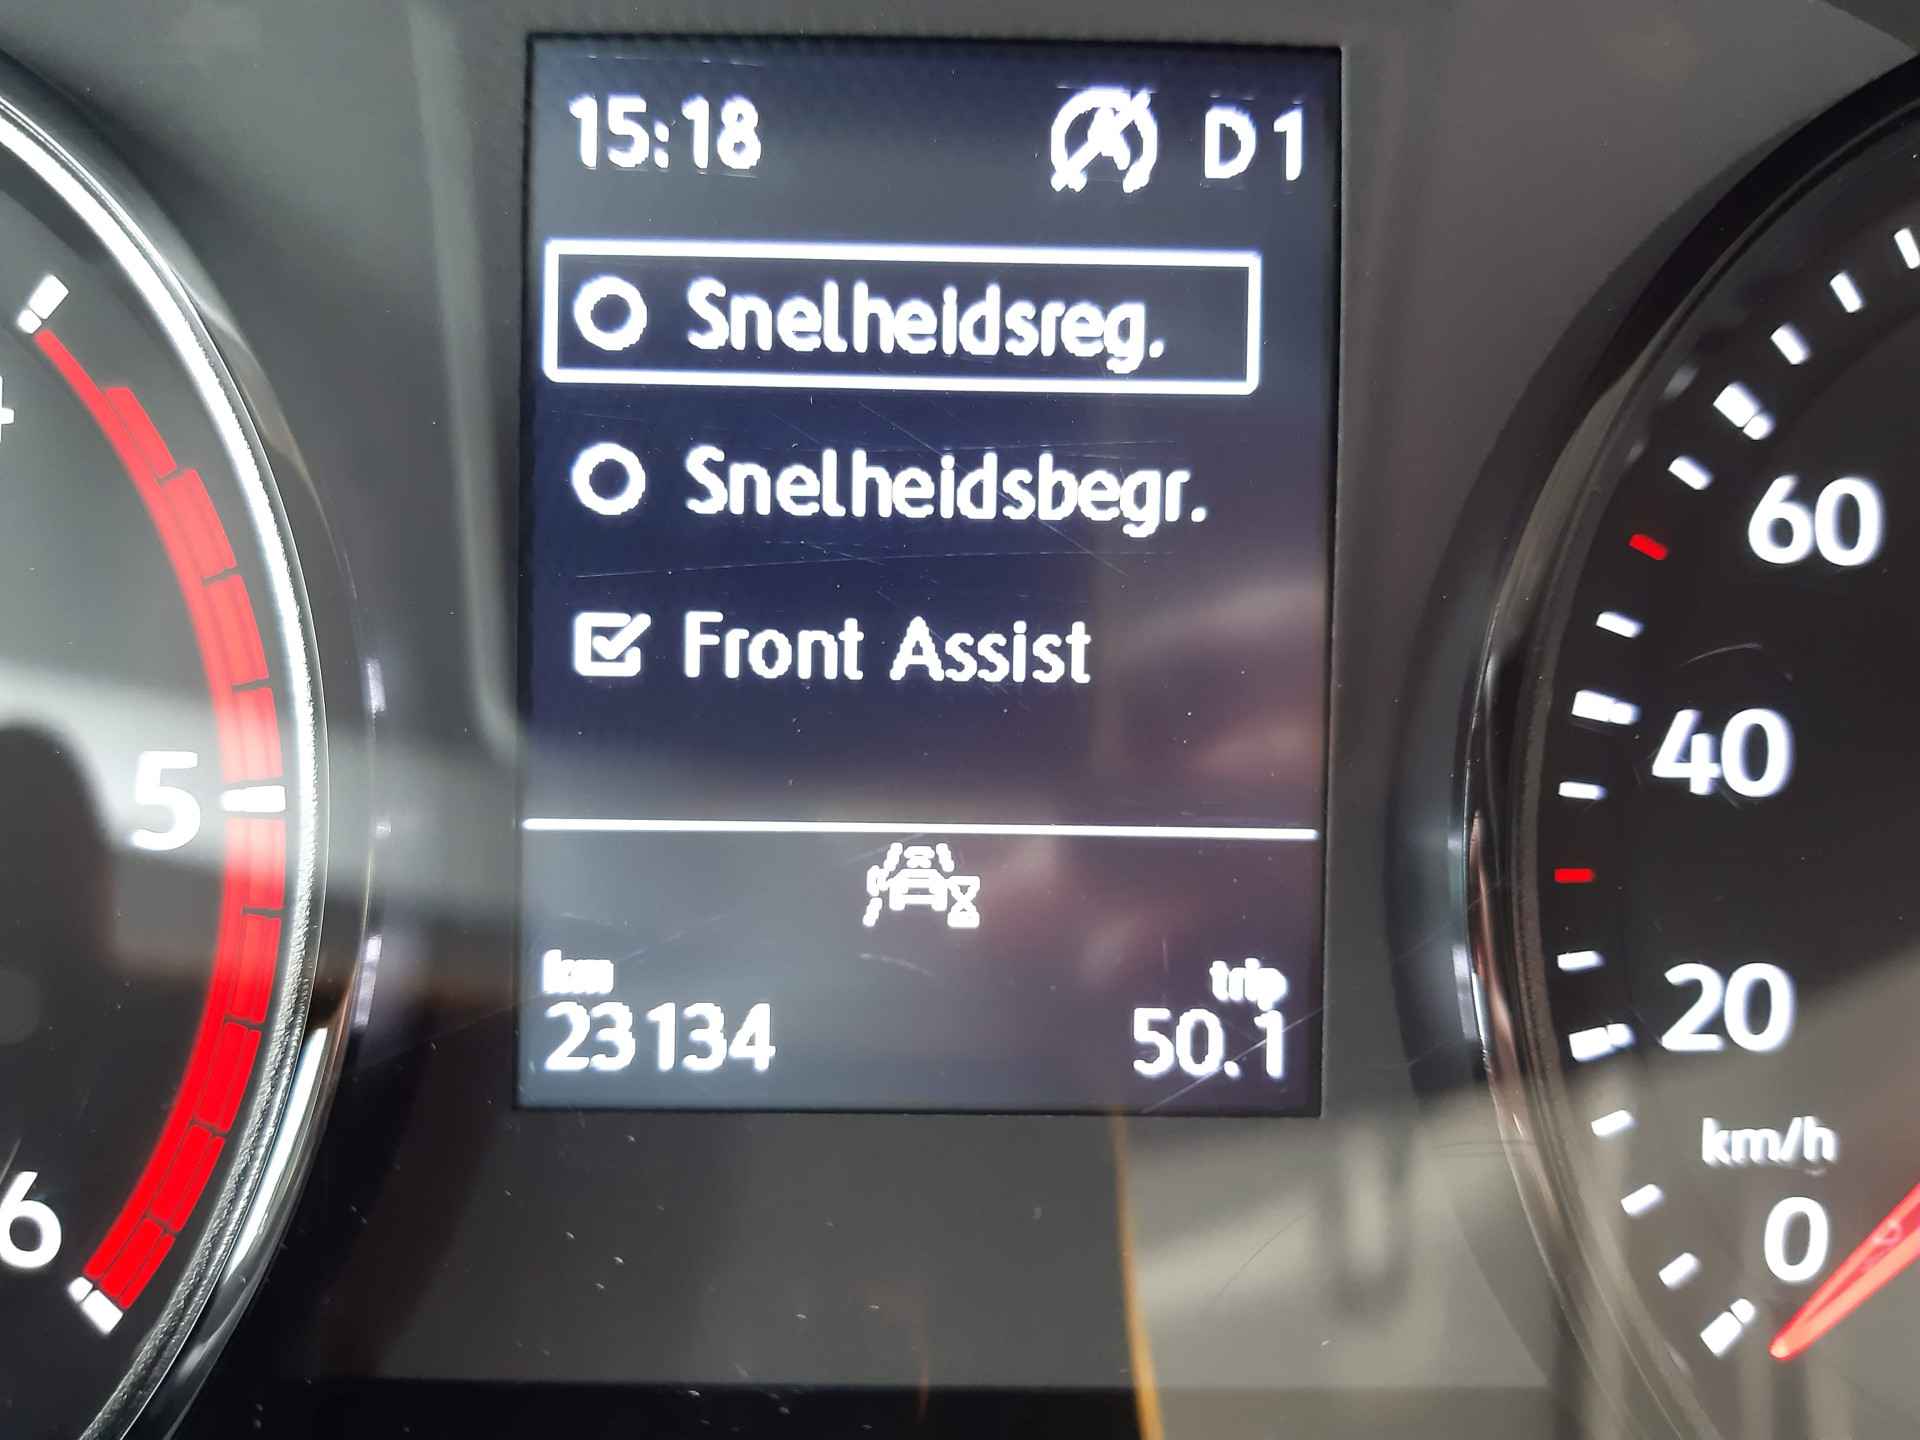 15:18 D1
Snelheidsreg.
Snelheidsbegr.
Front Assist
km
23134
trip
50.1
5
6
60
40
20
km/h
0